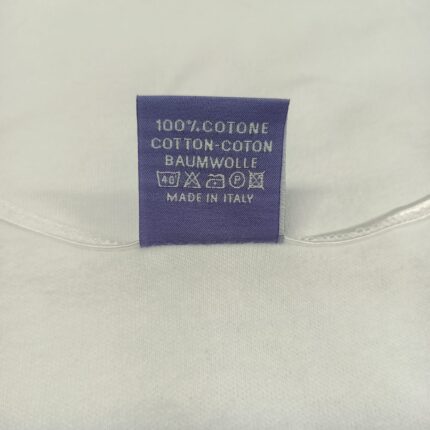 100% COTONE
COTTON-COTON
BAUMWOLLE
40° P
MADE IN ITALY